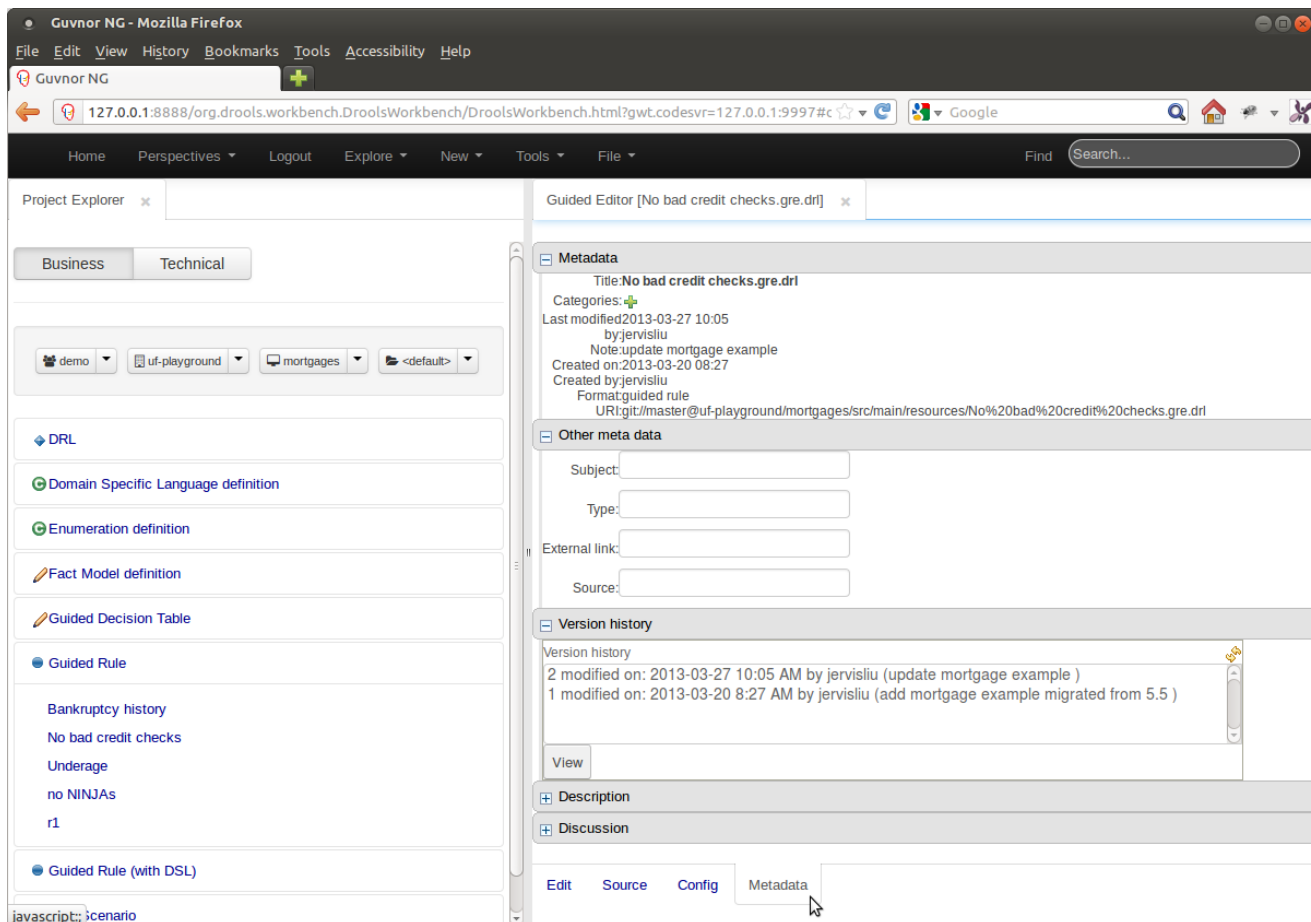 Guvnor NG - Mozilla Firefox
File Edit View History Bookmarks Tools Accessibility Help
Guvnor NG
127.0.0.1:8888/org.drools.workbench.DroolsWorkbench/DroolsWorkbench.html?gwt.codesvr=127.0.0.1:9997#c
Google
Home Perspectives Logout Explore New Tools File Find Search...
Project Explorer
Business Technical
demo uf-playground mortgages <default>
DRL
Domain Specific Language definition
Enumeration definition
Fact Model definition
Guided Decision Table
Guided Rule
Bankruptcy history
No bad credit checks
Underage
no NINJAs
r1
Guided Rule (with DSL)
javascript:; Scenario
Guided Editor [No bad credit checks.gre.drl]
Metadata
Title:No bad credit checks.gre.drl
Categories:
Last modified2013-03-27 10:05
by:jervisliu
Note:update mortgage example
Created on:2013-03-20 08:27
Created by:jervisliu
Format:guided rule
URI:git://master@uf-playground/mortgages/src/main/resources/No%20bad%20credit%20checks.gre.drl
Other meta data
Subject:
Type:
External link:
Source:
Version history
Version history
2 modified on: 2013-03-27 10:05 AM by jervisliu (update mortgage example )
1 modified on: 2013-03-20 8:27 AM by jervisliu (add mortgage example migrated from 5.5 )
View
Description
Discussion
Edit Source Config Metadata